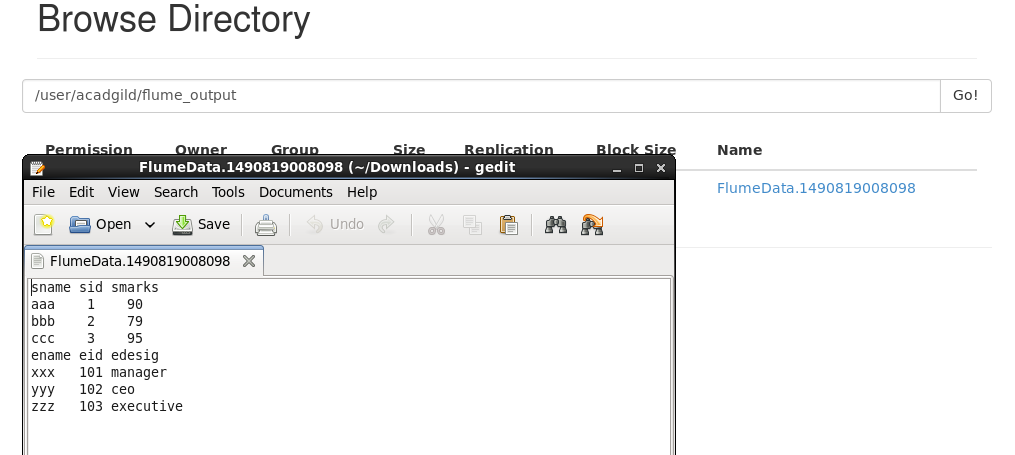 Browse Directory
/user/acadgild/flume_output Go!
Permission Owner Group Size Replication Block Size Name
FlumeData.1490819008098
FlumeData.1490819008098 (~/Downloads) - gedit
File Edit View Search Tools Documents Help
Open Save Undo
FlumeData.1490819008098
sname sid smarks
aaa    1    90
bbb    2    79
ccc    3    95
ename eid edesig
xxx   101 manager
yyy   102 ceo
zzz   103 executive